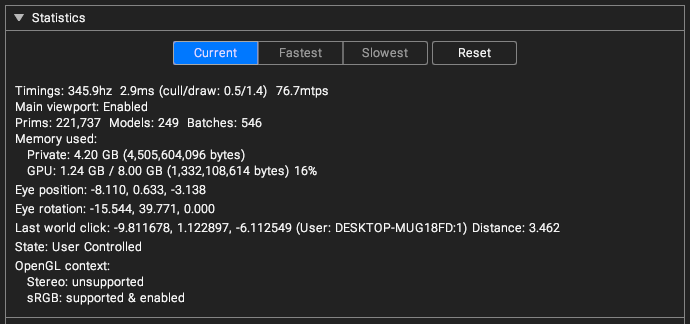 Statistics
Current Fastest Slowest Reset
Timings: 345.9hz 2.9ms (cull/draw: 0.5/1.4) 76.7mtps
Main viewport: Enabled
Prims: 221,737 Models: 249 Batches: 546
Memory used:
Private: 4.20 GB (4,505,604,096 bytes)
GPU: 1.24 GB / 8.00 GB (1,332,108,614 bytes) 16%
Eye position: -8.110, 0.633, -3.138
Eye rotation: -15.544, 39.771, 0.000
Last world click: -9.811678, 1.122897, -6.112549 (User: DESKTOP-MUG18FD:1) Distance: 3.462
State: User Controlled
OpenGL context:
Stereo: unsupported
sRGB: supported & enabled